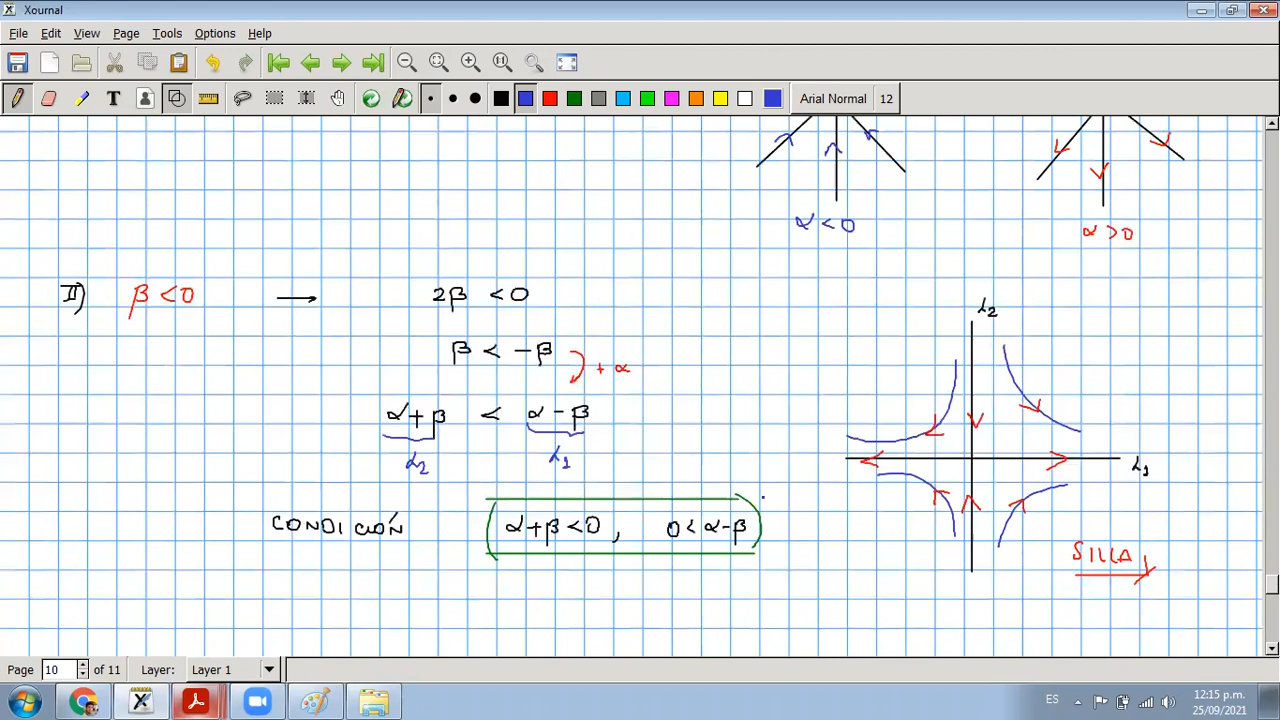 Xournal
File Edit View Page Tools Options Help
Arial Normal 12
α < 0
α > 0
II) β < 0 → 2β < 0
β < -β
+ α
α + β < α - β
λ2 λ1
CONDICIÓN α+β < 0, 0 < α-β
λ2
λ1
SILLA
Page 10 of 11 Layer: Layer 1
ES 12:15 p.m.
25/09/2021